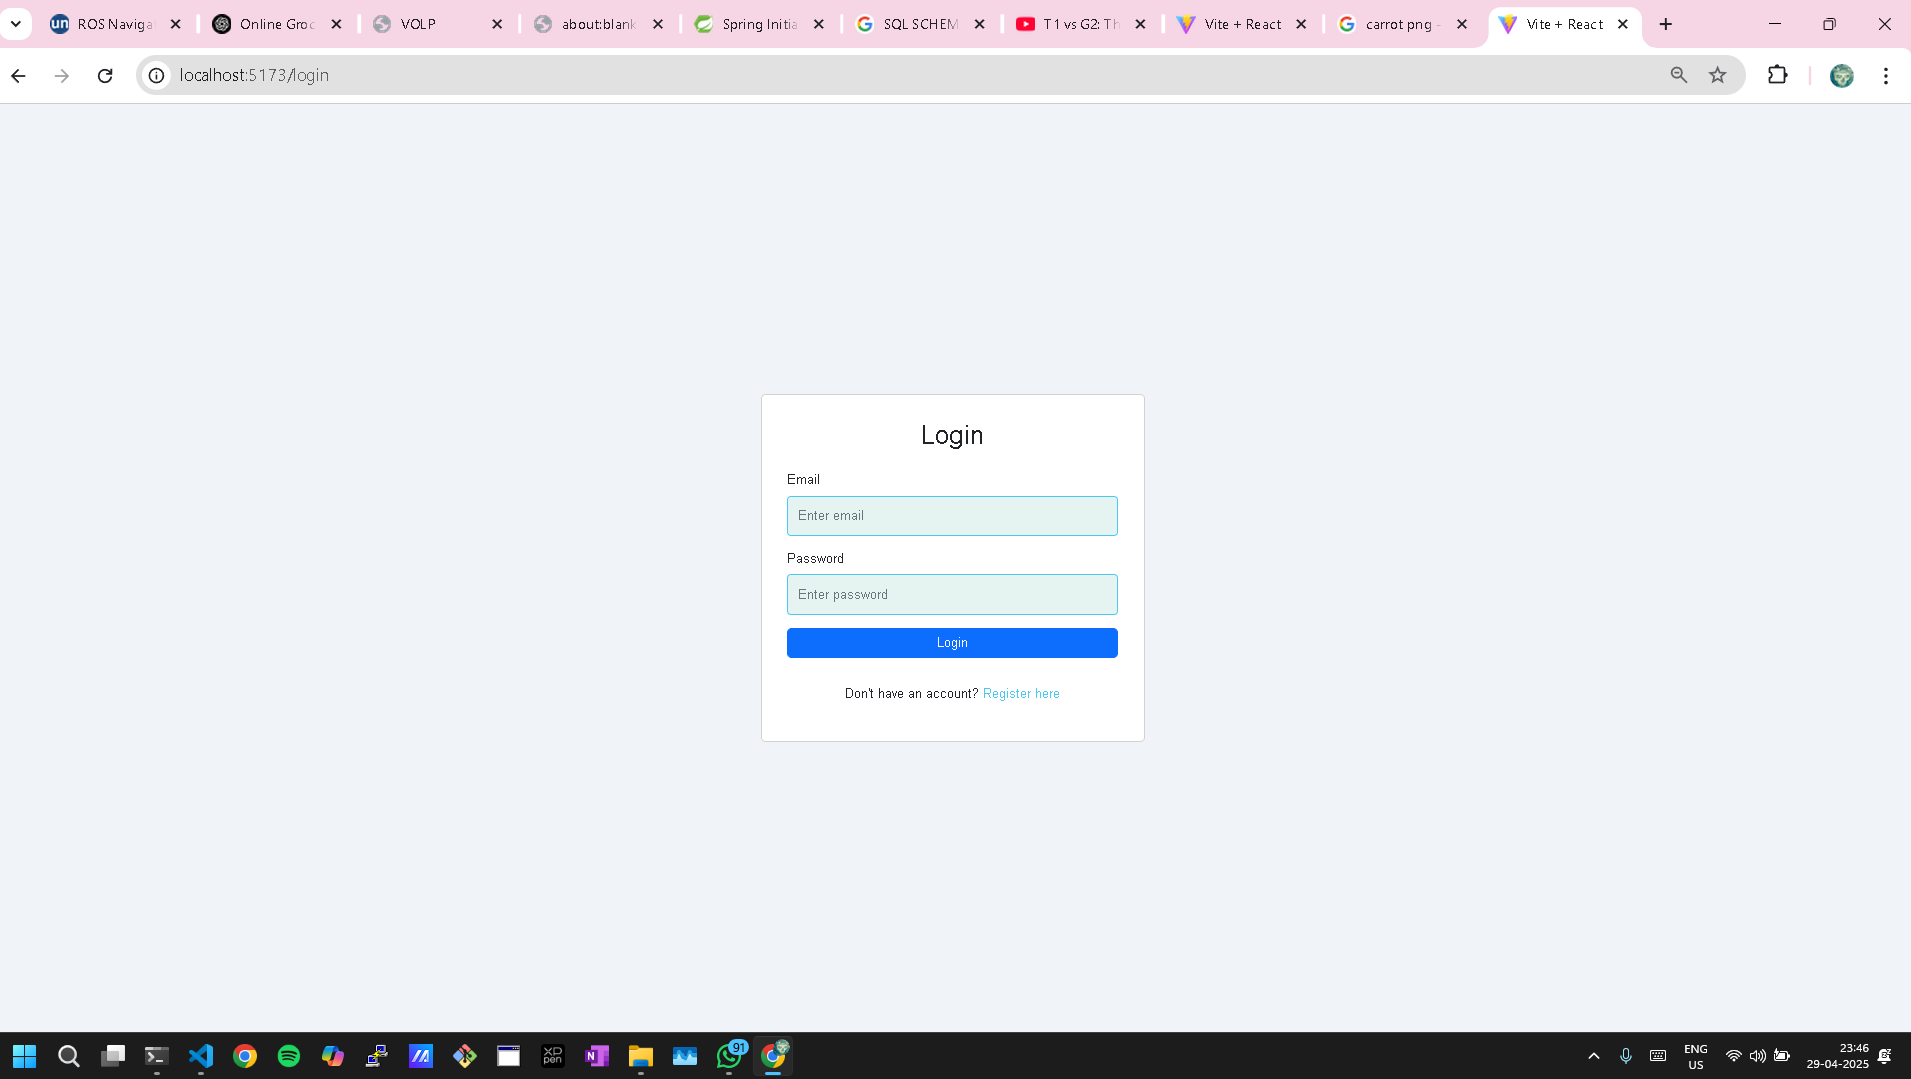 ROS Naviga
Online Groc
VOLP
about:blank
Spring Initia
SQL SCHEM
T1 vs G2: Th
Vite + React
carrot png -
Vite + React
localhost:5173/login
Login
Email
Enter email
Password
Enter password
Login
Don't have an account? Register here
91
ENG
US
23:46
29-04-2025